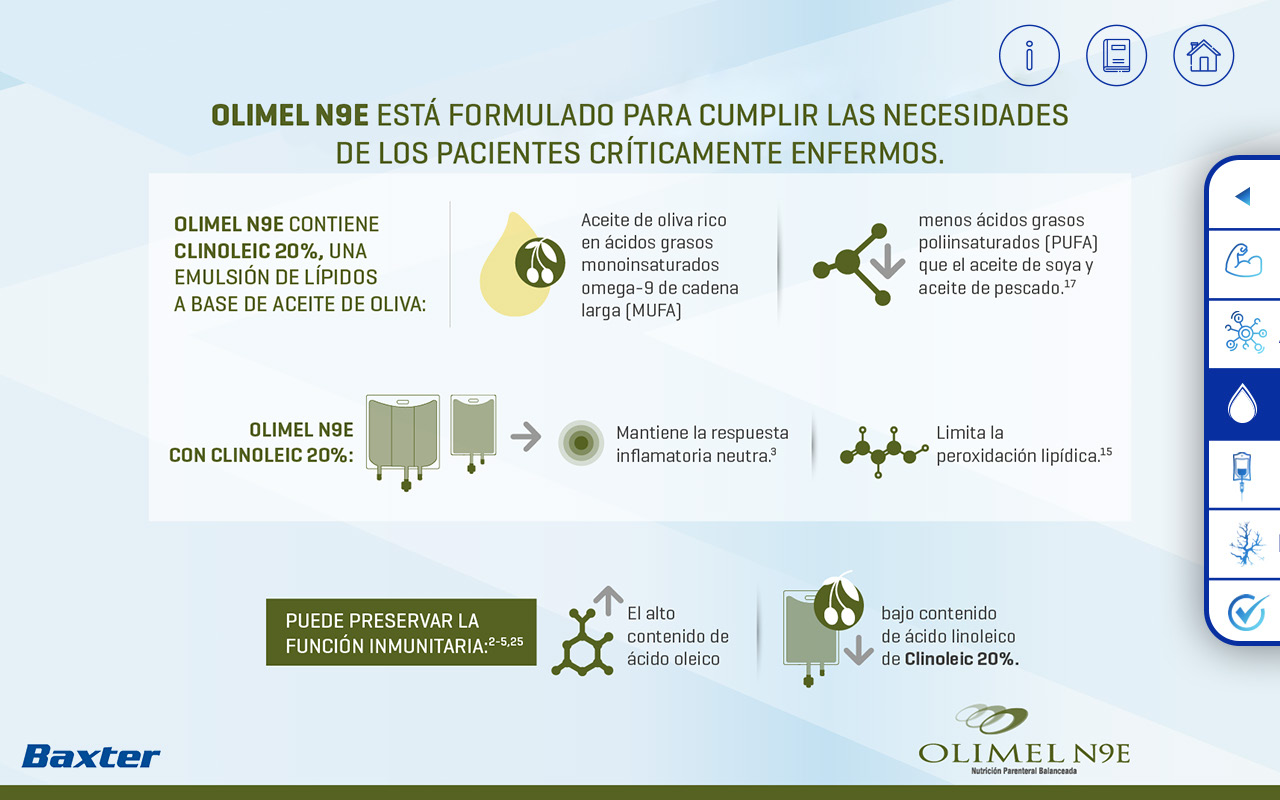 OLIMEL N9E ESTÁ FORMULADO PARA CUMPLIR LAS NECESIDADES
DE LOS PACIENTES CRÍTICAMENTE ENFERMOS.
OLIMEL N9E CONTIENE
CLINOLEIC 20%, UNA
EMULSIÓN DE LÍPIDOS
A BASE DE ACEITE DE OLIVA:
Aceite de oliva rico
en ácidos grasos
monoinsaturados
omega-9 de cadena
larga (MUFA)
menos ácidos grasos
poliinsaturados (PUFA)
que el aceite de soya y
aceite de pescado.17
OLIMEL N9E
CON CLINOLEIC 20%:
Mantiene la respuesta
inflamatoria neutra.3
Limita la
peroxidación lipídica.15
PUEDE PRESERVAR LA
FUNCIÓN INMUNITARIA:2-5,25
El alto
contenido de
ácido oleico
bajo contenido
de ácido linoleico
de Clinoleic 20%.
Baxter
OLIMEL N9E
Nutrición Parenteral Balanceada